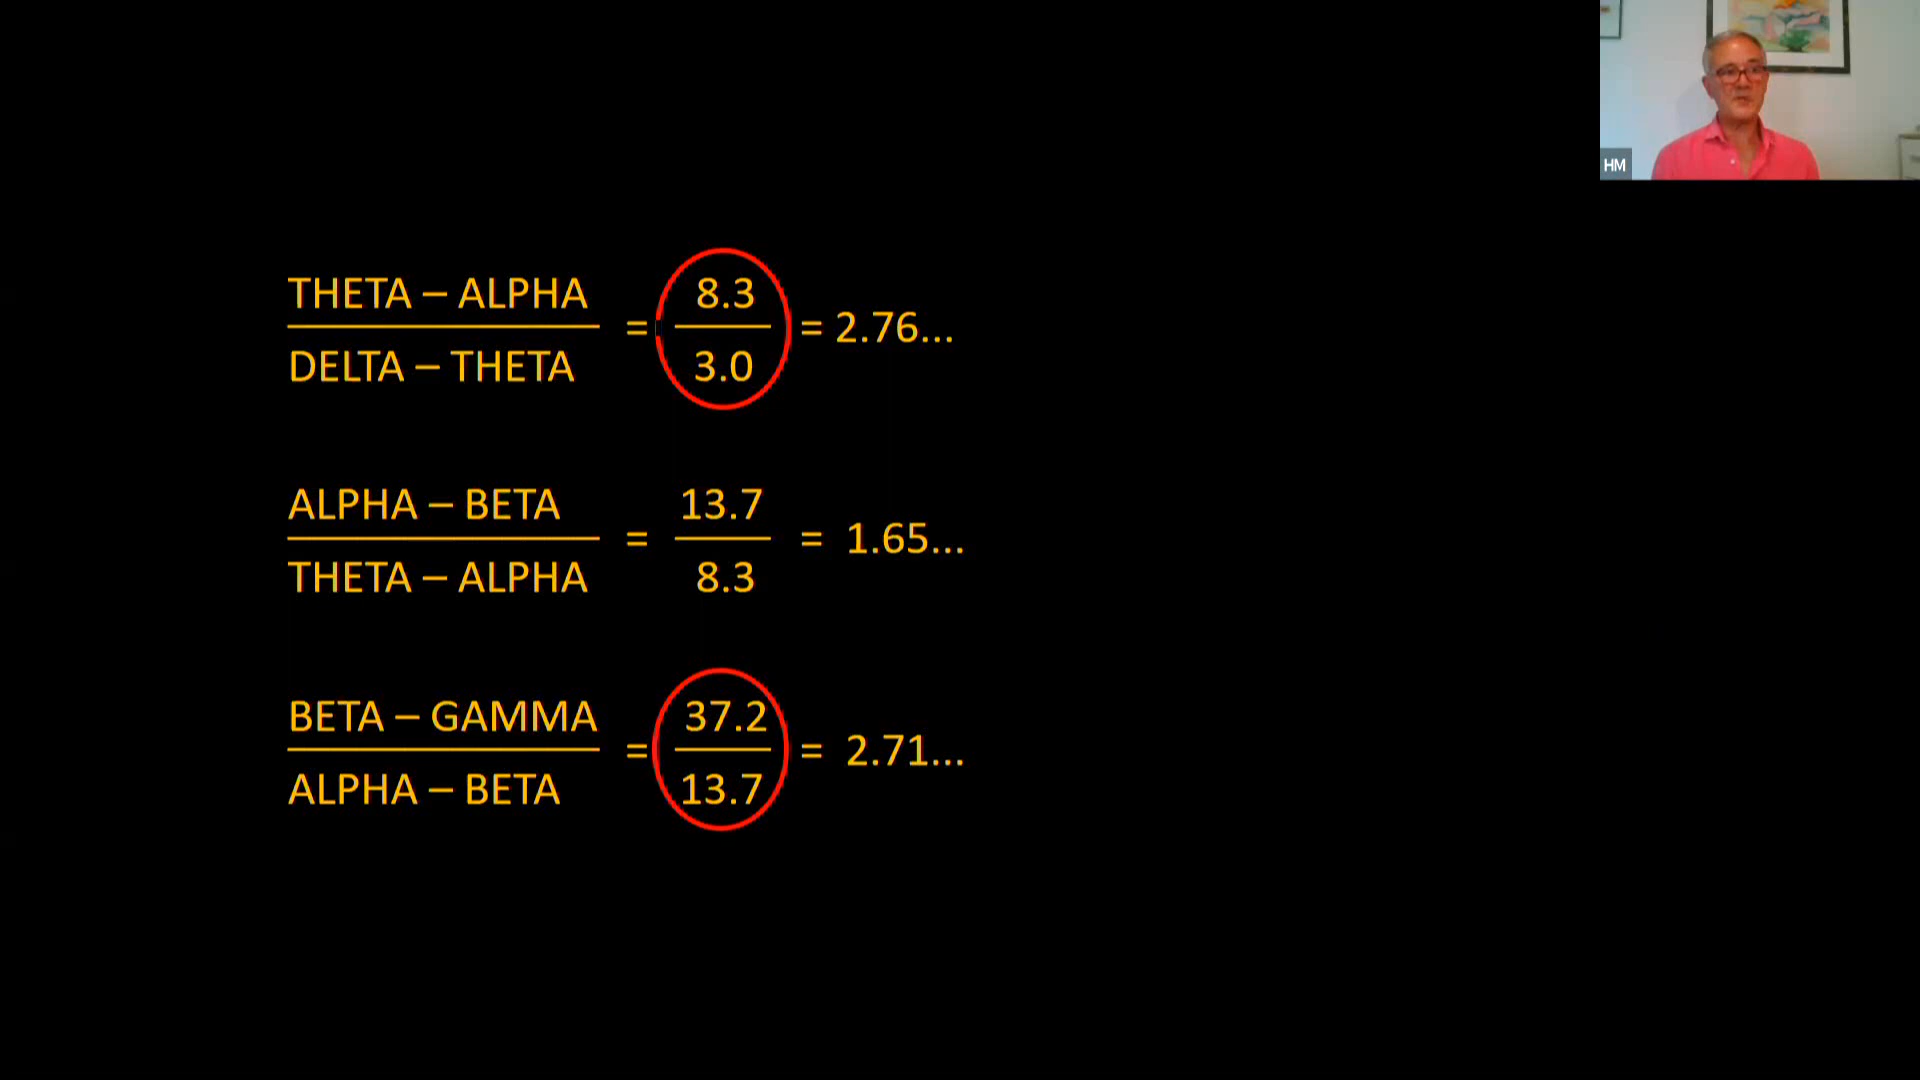 HM
THETA – ALPHA
DELTA – THETA
=
8.3
3.0
= 2.76...
ALPHA – BETA
THETA – ALPHA
=
13.7
8.3
= 1.65...
BETA – GAMMA
ALPHA – BETA
=
37.2
13.7
= 2.71...